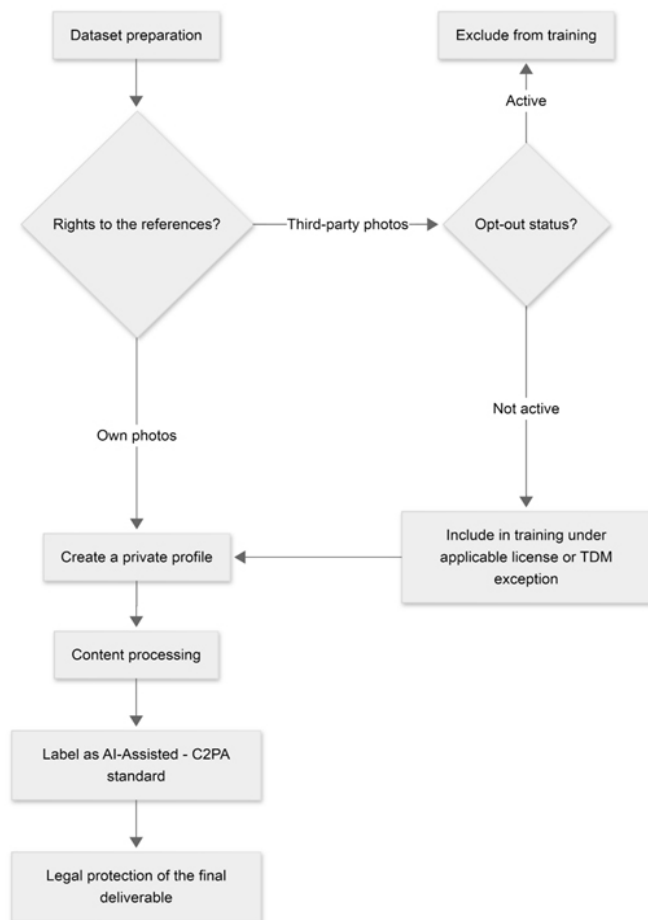 Dataset preparation
Exclude from training
Active
Rights to the references?
Third-party photos
Opt-out status?
Not active
Own photos
Include in training under
applicable license or TDM
exception
Create a private profile
Content processing
Label as AI-Assisted - C2PA
standard
Legal protection of the final
deliverable